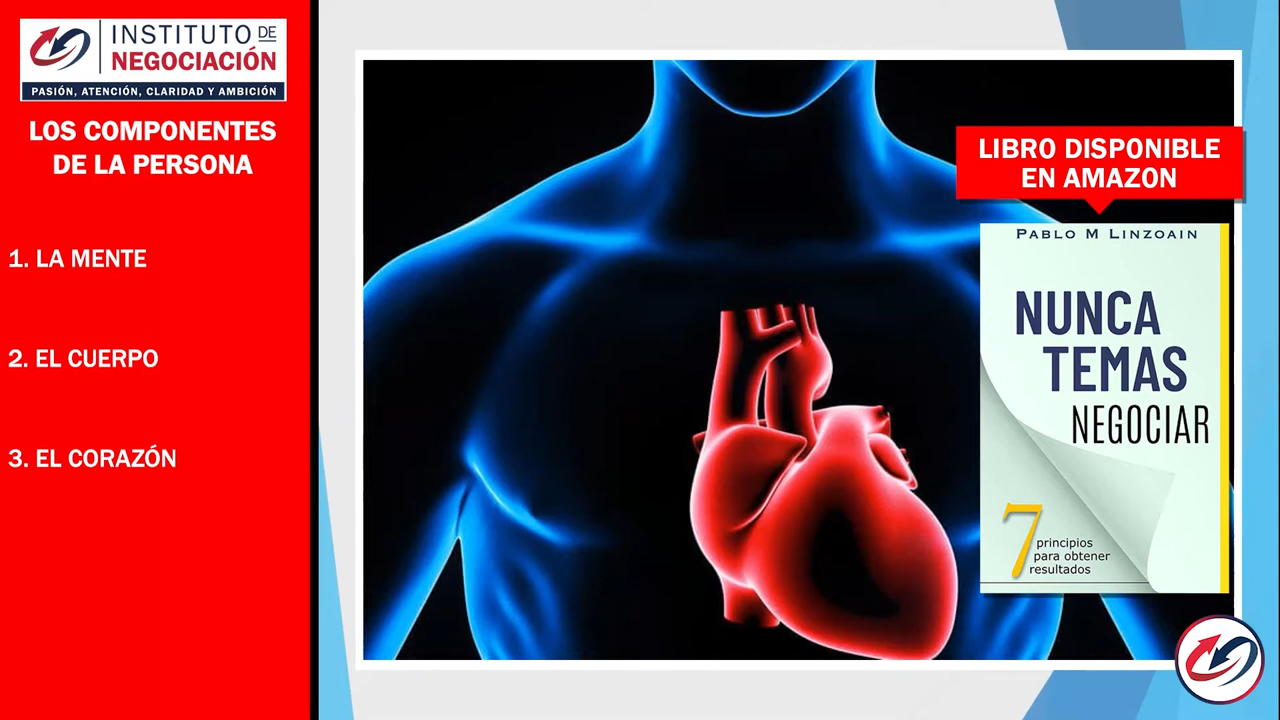 INSTITUTO DE
NEGOCIACIÓN
PASIÓN, ATENCIÓN, CLARIDAD Y AMBICIÓN
LOS COMPONENTES
DE LA PERSONA
1. LA MENTE
2. EL CUERPO
3. EL CORAZÓN
LIBRO DISPONIBLE
EN AMAZON
PABLO M LINZOAIN
NUNCA
TEMAS
NEGOCIAR
7 principios
para obtener
resultados